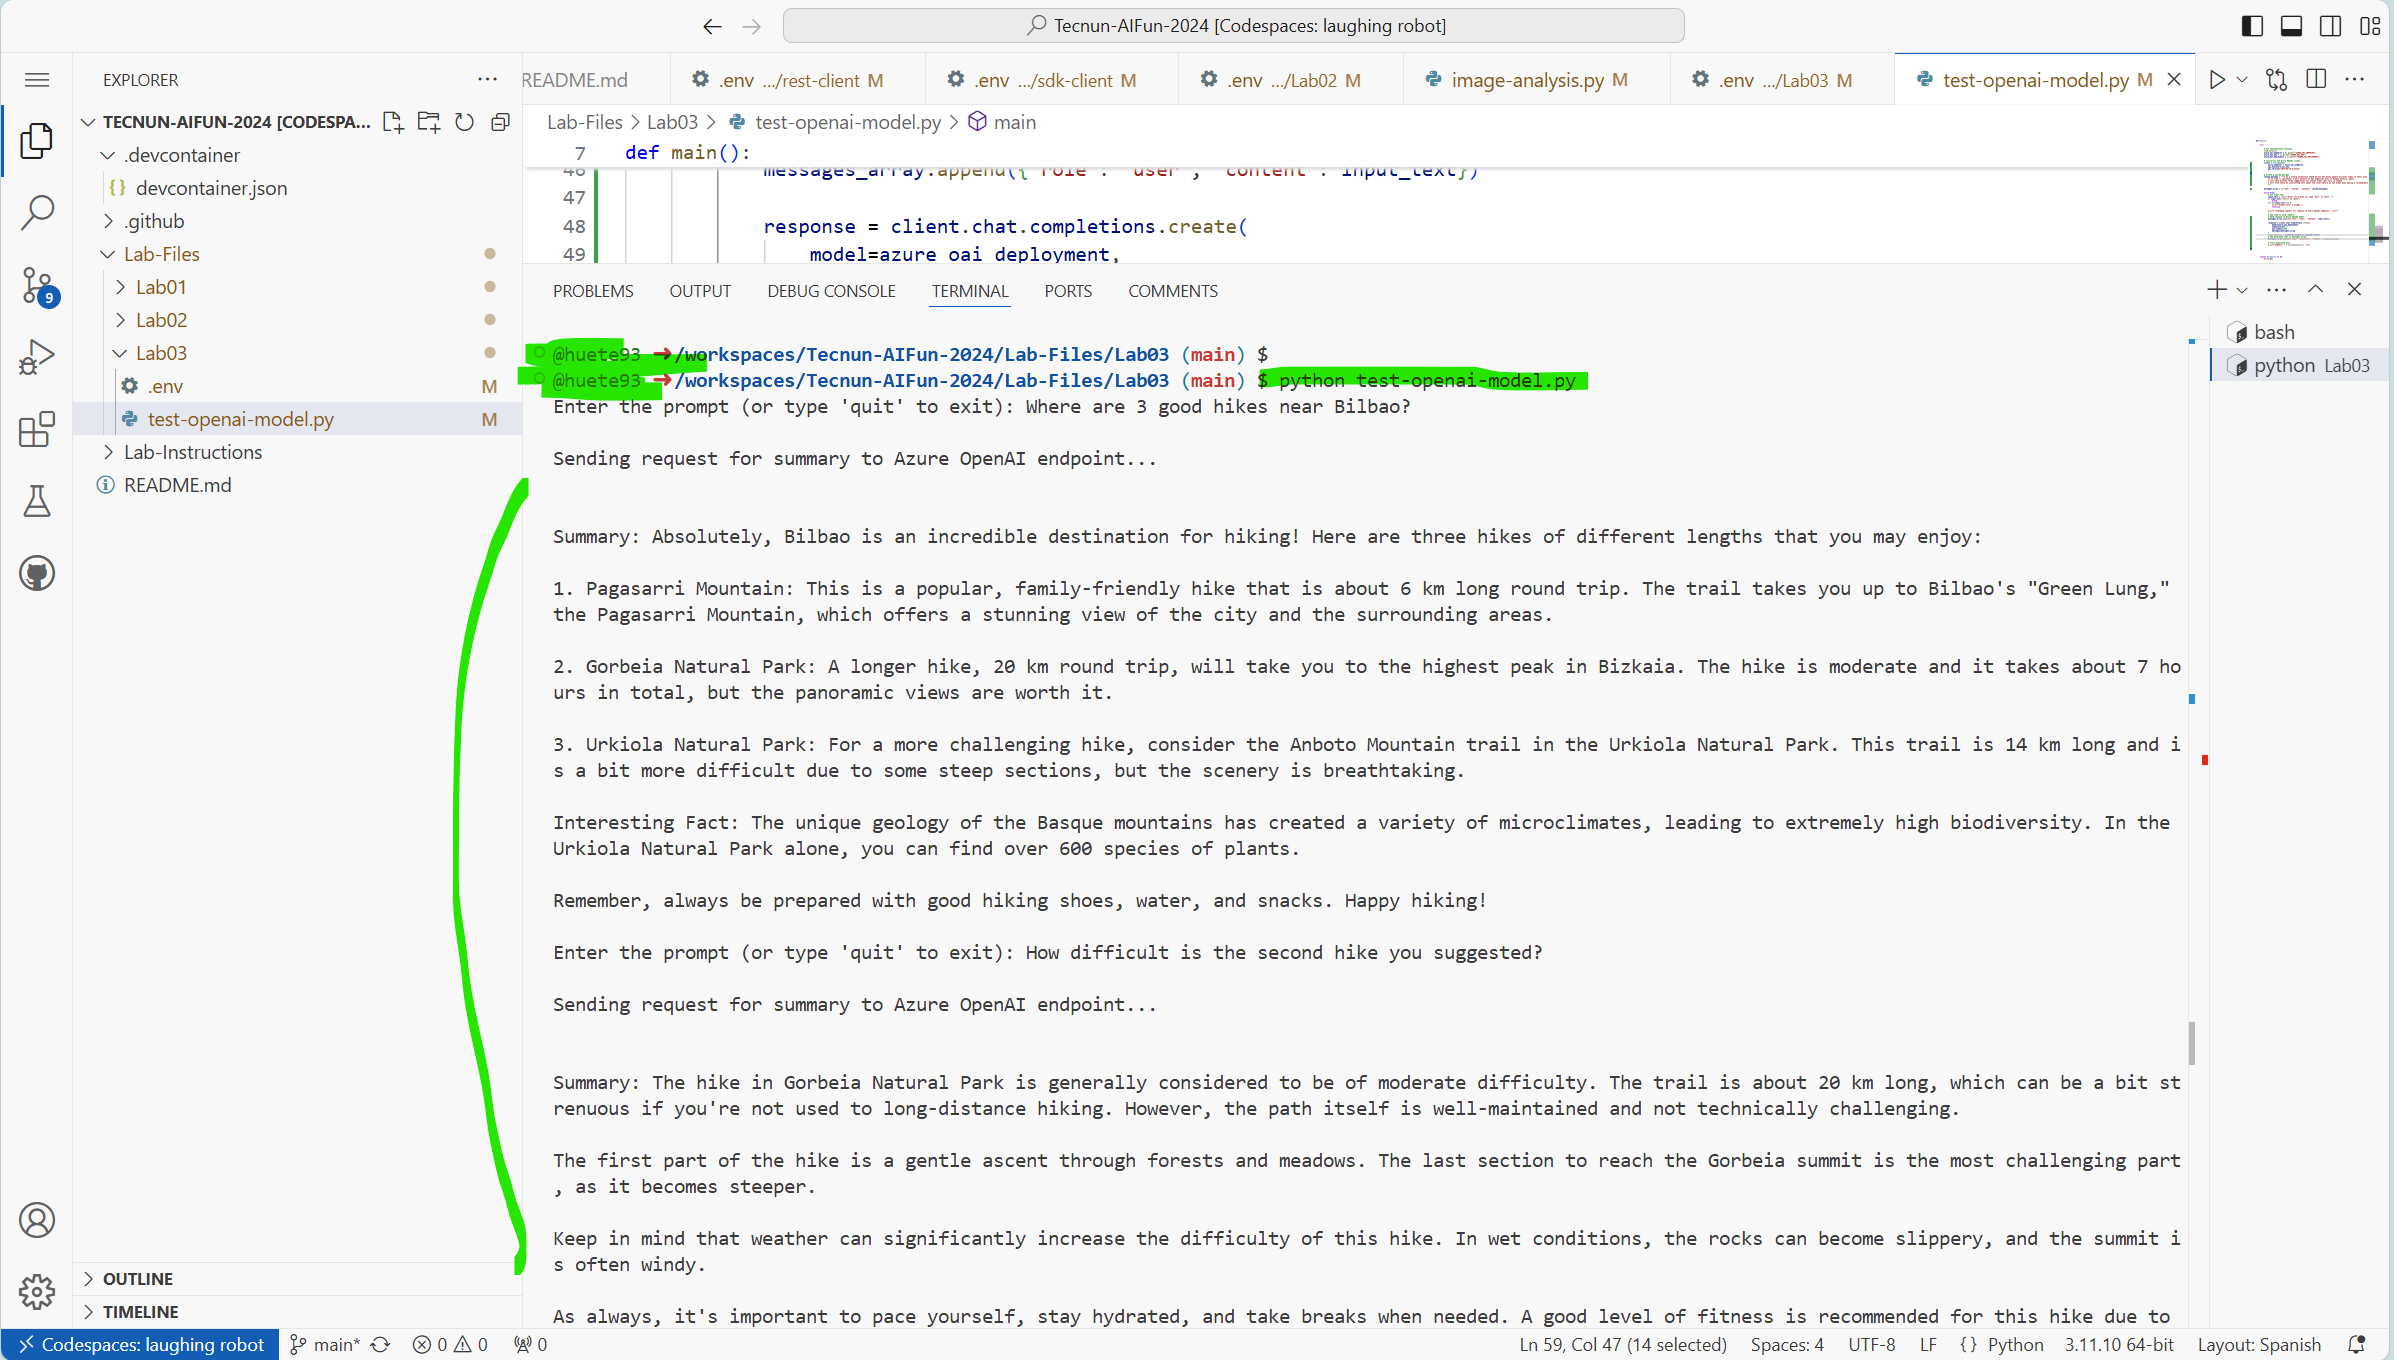 Tecnun-AIFun-2024 [Codespaces: laughing robot]
EXPLORER
README.md
.env .../rest-client M
.env .../sdk-client M
.env .../Lab02 M
image-analysis.py M
.env .../Lab03 M
test-openai-model.py M
TECNUN-AIFUN-2024 [CODESPA...
.devcontainer
{} devcontainer.json
.github
Lab-Files
Lab01
Lab02
Lab03
.env M
test-openai-model.py M
Lab-Instructions
README.md
9
OUTLINE
TIMELINE
Lab-Files > Lab03 > test-openai-model.py > main
7 def main():
46 messages_array.append({"role": "user", "content": input_text})
47
48 response = client.chat.completions.create(
49 model=azure_oai_deployment,
PROBLEMS OUTPUT DEBUG CONSOLE TERMINAL PORTS COMMENTS
bash
python Lab03
@huete93 ➜ /workspaces/Tecnun-AIFun-2024/Lab-Files/Lab03 (main) $
@huete93 ➜ /workspaces/Tecnun-AIFun-2024/Lab-Files/Lab03 (main) $ python test-openai-model.py
Enter the prompt (or type 'quit' to exit): Where are 3 good hikes near Bilbao?
Sending request for summary to Azure OpenAI endpoint...
Summary: Absolutely, Bilbao is an incredible destination for hiking! Here are three hikes of different lengths that you may enjoy:
1. Pagasarri Mountain: This is a popular, family-friendly hike that is about 6 km long round trip. The trail takes you up to Bilbao's "Green Lung,"
the Pagasarri Mountain, which offers a stunning view of the city and the surrounding areas.
2. Gorbeia Natural Park: A longer hike, 20 km round trip, will take you to the highest peak in Bizkaia. The hike is moderate and it takes about 7 ho
urs in total, but the panoramic views are worth it.
3. Urkiola Natural Park: For a more challenging hike, consider the Anboto Mountain trail in the Urkiola Natural Park. This trail is 14 km long and i
s a bit more difficult due to some steep sections, but the scenery is breathtaking.
Interesting Fact: The unique geology of the Basque mountains has created a variety of microclimates, leading to extremely high biodiversity. In the
Urkiola Natural Park alone, you can find over 600 species of plants.
Remember, always be prepared with good hiking shoes, water, and snacks. Happy hiking!
Enter the prompt (or type 'quit' to exit): How difficult is the second hike you suggested?
Sending request for summary to Azure OpenAI endpoint...
Summary: The hike in Gorbeia Natural Park is generally considered to be of moderate difficulty. The trail is about 20 km long, which can be a bit st
renuous if you're not used to long-distance hiking. However, the path itself is well-maintained and not technically challenging.
The first part of the hike is a gentle ascent through forests and meadows. The last section to reach the Gorbeia summit is the most challenging part
, as it becomes steeper.
Keep in mind that weather can significantly increase the difficulty of this hike. In wet conditions, the rocks can become slippery, and the summit i
s often windy.
As always, it's important to pace yourself, stay hydrated, and take breaks when needed. A good level of fitness is recommended for this hike due to
Codespaces: laughing robot main* 0 0 0 Ln 59, Col 47 (14 selected) Spaces: 4 UTF-8 LF {} Python 3.11.10 64-bit Layout: Spanish